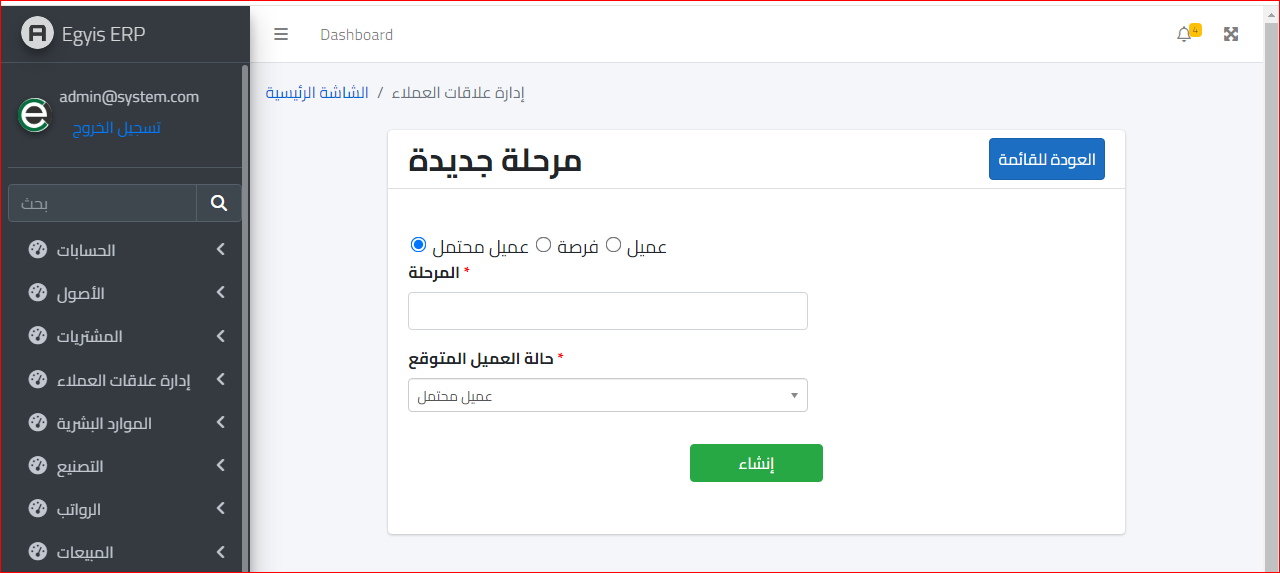 Egyis ERP
Dashboard
4
admin@system.com
تسجيل الخروج
بحث
الحسابات
الأصول
المشتريات
إدارة علاقات العملاء
الموارد البشرية
التصنيع
الرواتب
المبيعات
الشاشة الرئيسية / إدارة علاقات العملاء
مرحلة جديدة
العودة للقائمة
عميل محتمل فرصة عميل
المرحلة *
حالة العميل المتوقع *
عميل محتمل
إنشاء